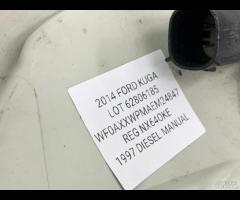 2014 FORD KUGA
LOT 62806185
WF0AXXWPMAEM24847
REG NX64OKE
1997 DIESEL MANUAL